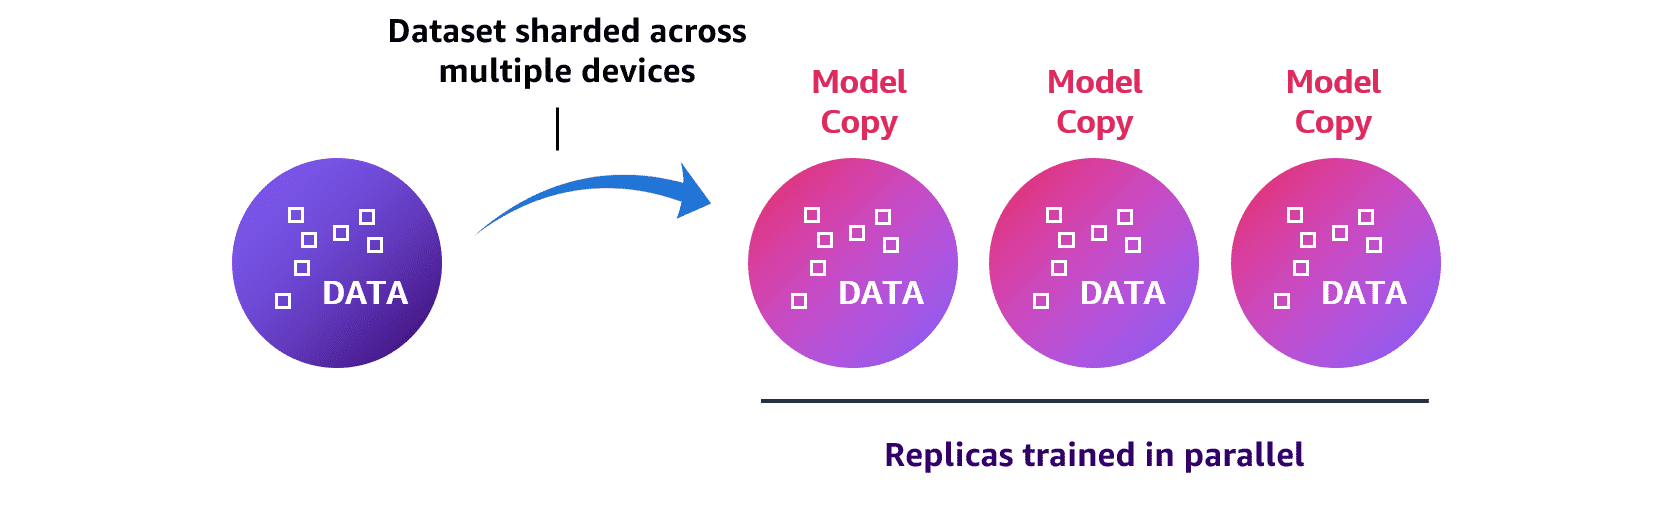 Dataset sharded across
multiple devices
Model
Copy
Model
Copy
Model
Copy
DATA
DATA
DATA
DATA
Replicas trained in parallel